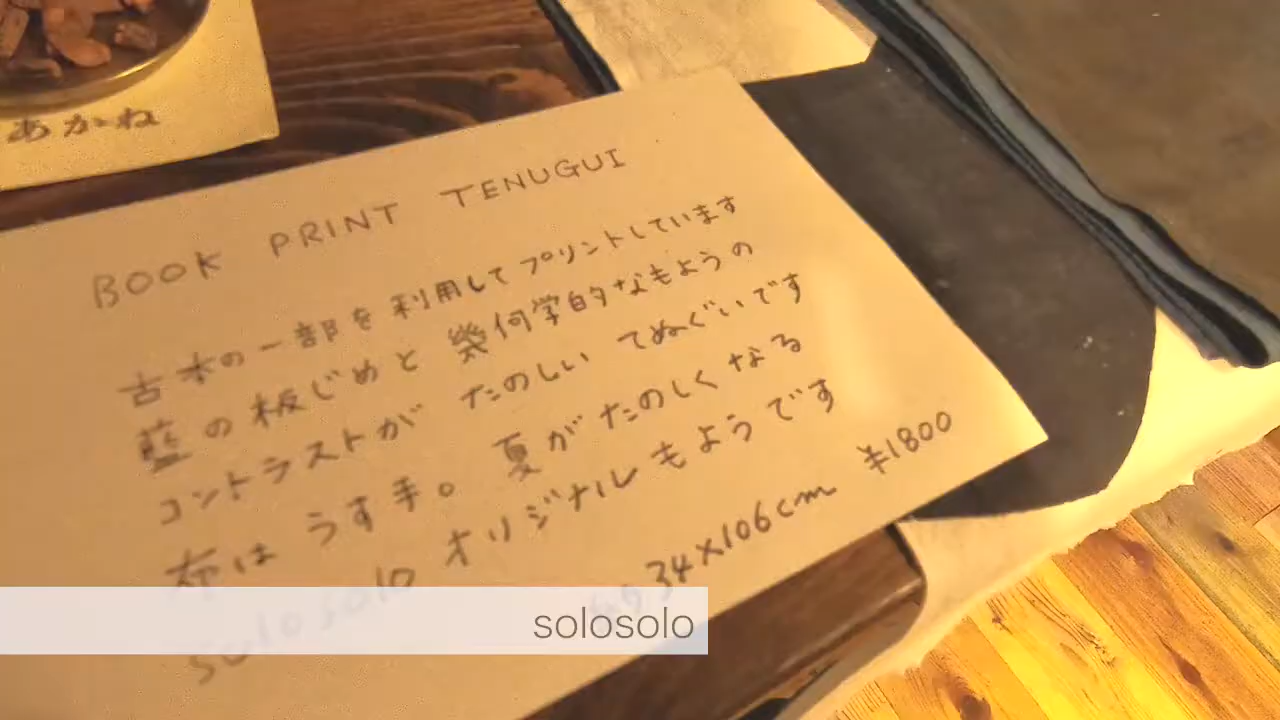 あかね
BOOK PRINT TENUGUI
古本の一部を利用してプリントしています
藍の板じめと幾何学的なもようの
コントラストが たのしい てぬぐいです
布は うす手。夏がたのしく なる
solosolo オリジナルもようです
34×106cm ¥1800
solosolo